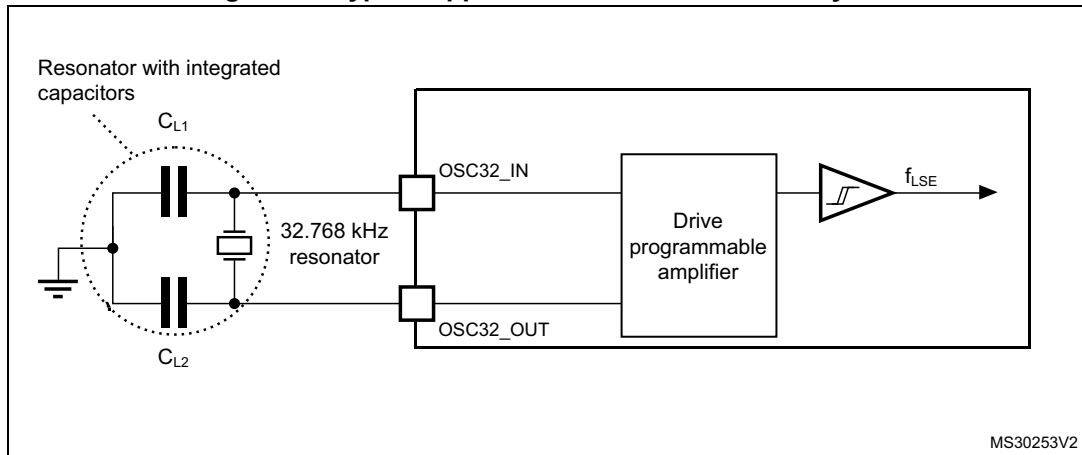 Resonator with integrated
capacitors
CL1
OSC32_IN
fLSE
32.768 kHz
resonator
Drive
programmable
amplifier
OSC32_OUT
CL2
MS30253V2